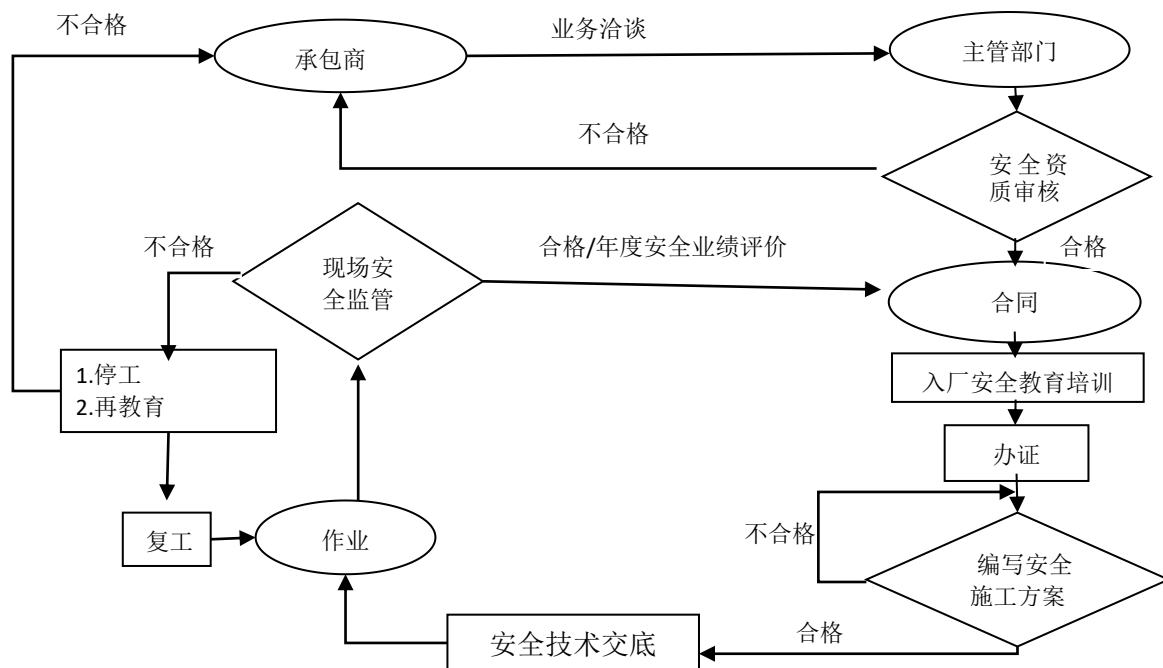 不合格
业务洽谈
承包商
主管部门
不合格
安全资
质审核
不合格
合格/年度安全业绩评价
合格
现场安
全监管
合同
1.停工
2.再教育
入厂安全教育培训
办证
复工
作业
不合格
编写安全
施工方案
安全技术交底
合格